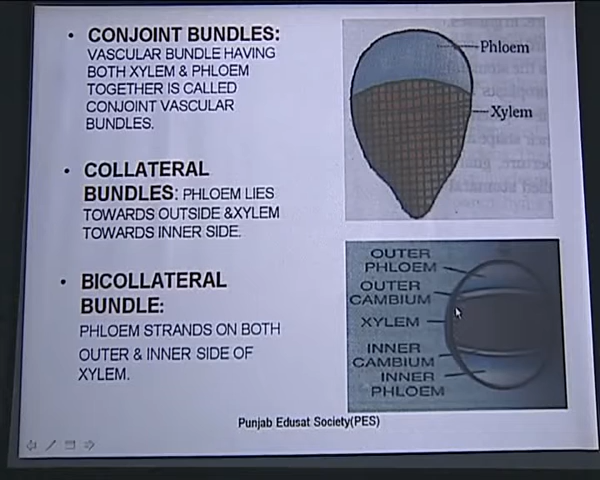 • CONJOINT BUNDLES:
VASCULAR BUNDLE HAVING
BOTH XYLEM & PHLOEM
TOGETHER IS CALLED
CONJOINT VASCULAR
BUNDLES.
• COLLATERAL
BUNDLES: PHLOEM LIES
TOWARDS OUTSIDE &XYLEM
TOWARDS INNER SIDE.
• BICOLLATERAL
BUNDLE:
PHLOEM STRANDS ON BOTH
OUTER & INNER SIDE OF
XYLEM.
Phloem
Xylem
OUTER
PHLOEM
OUTER
CAMBIUM
XYLEM
INNER
CAMBIUM
INNER
PHLOEM
Punjab Edusat Society(PES)